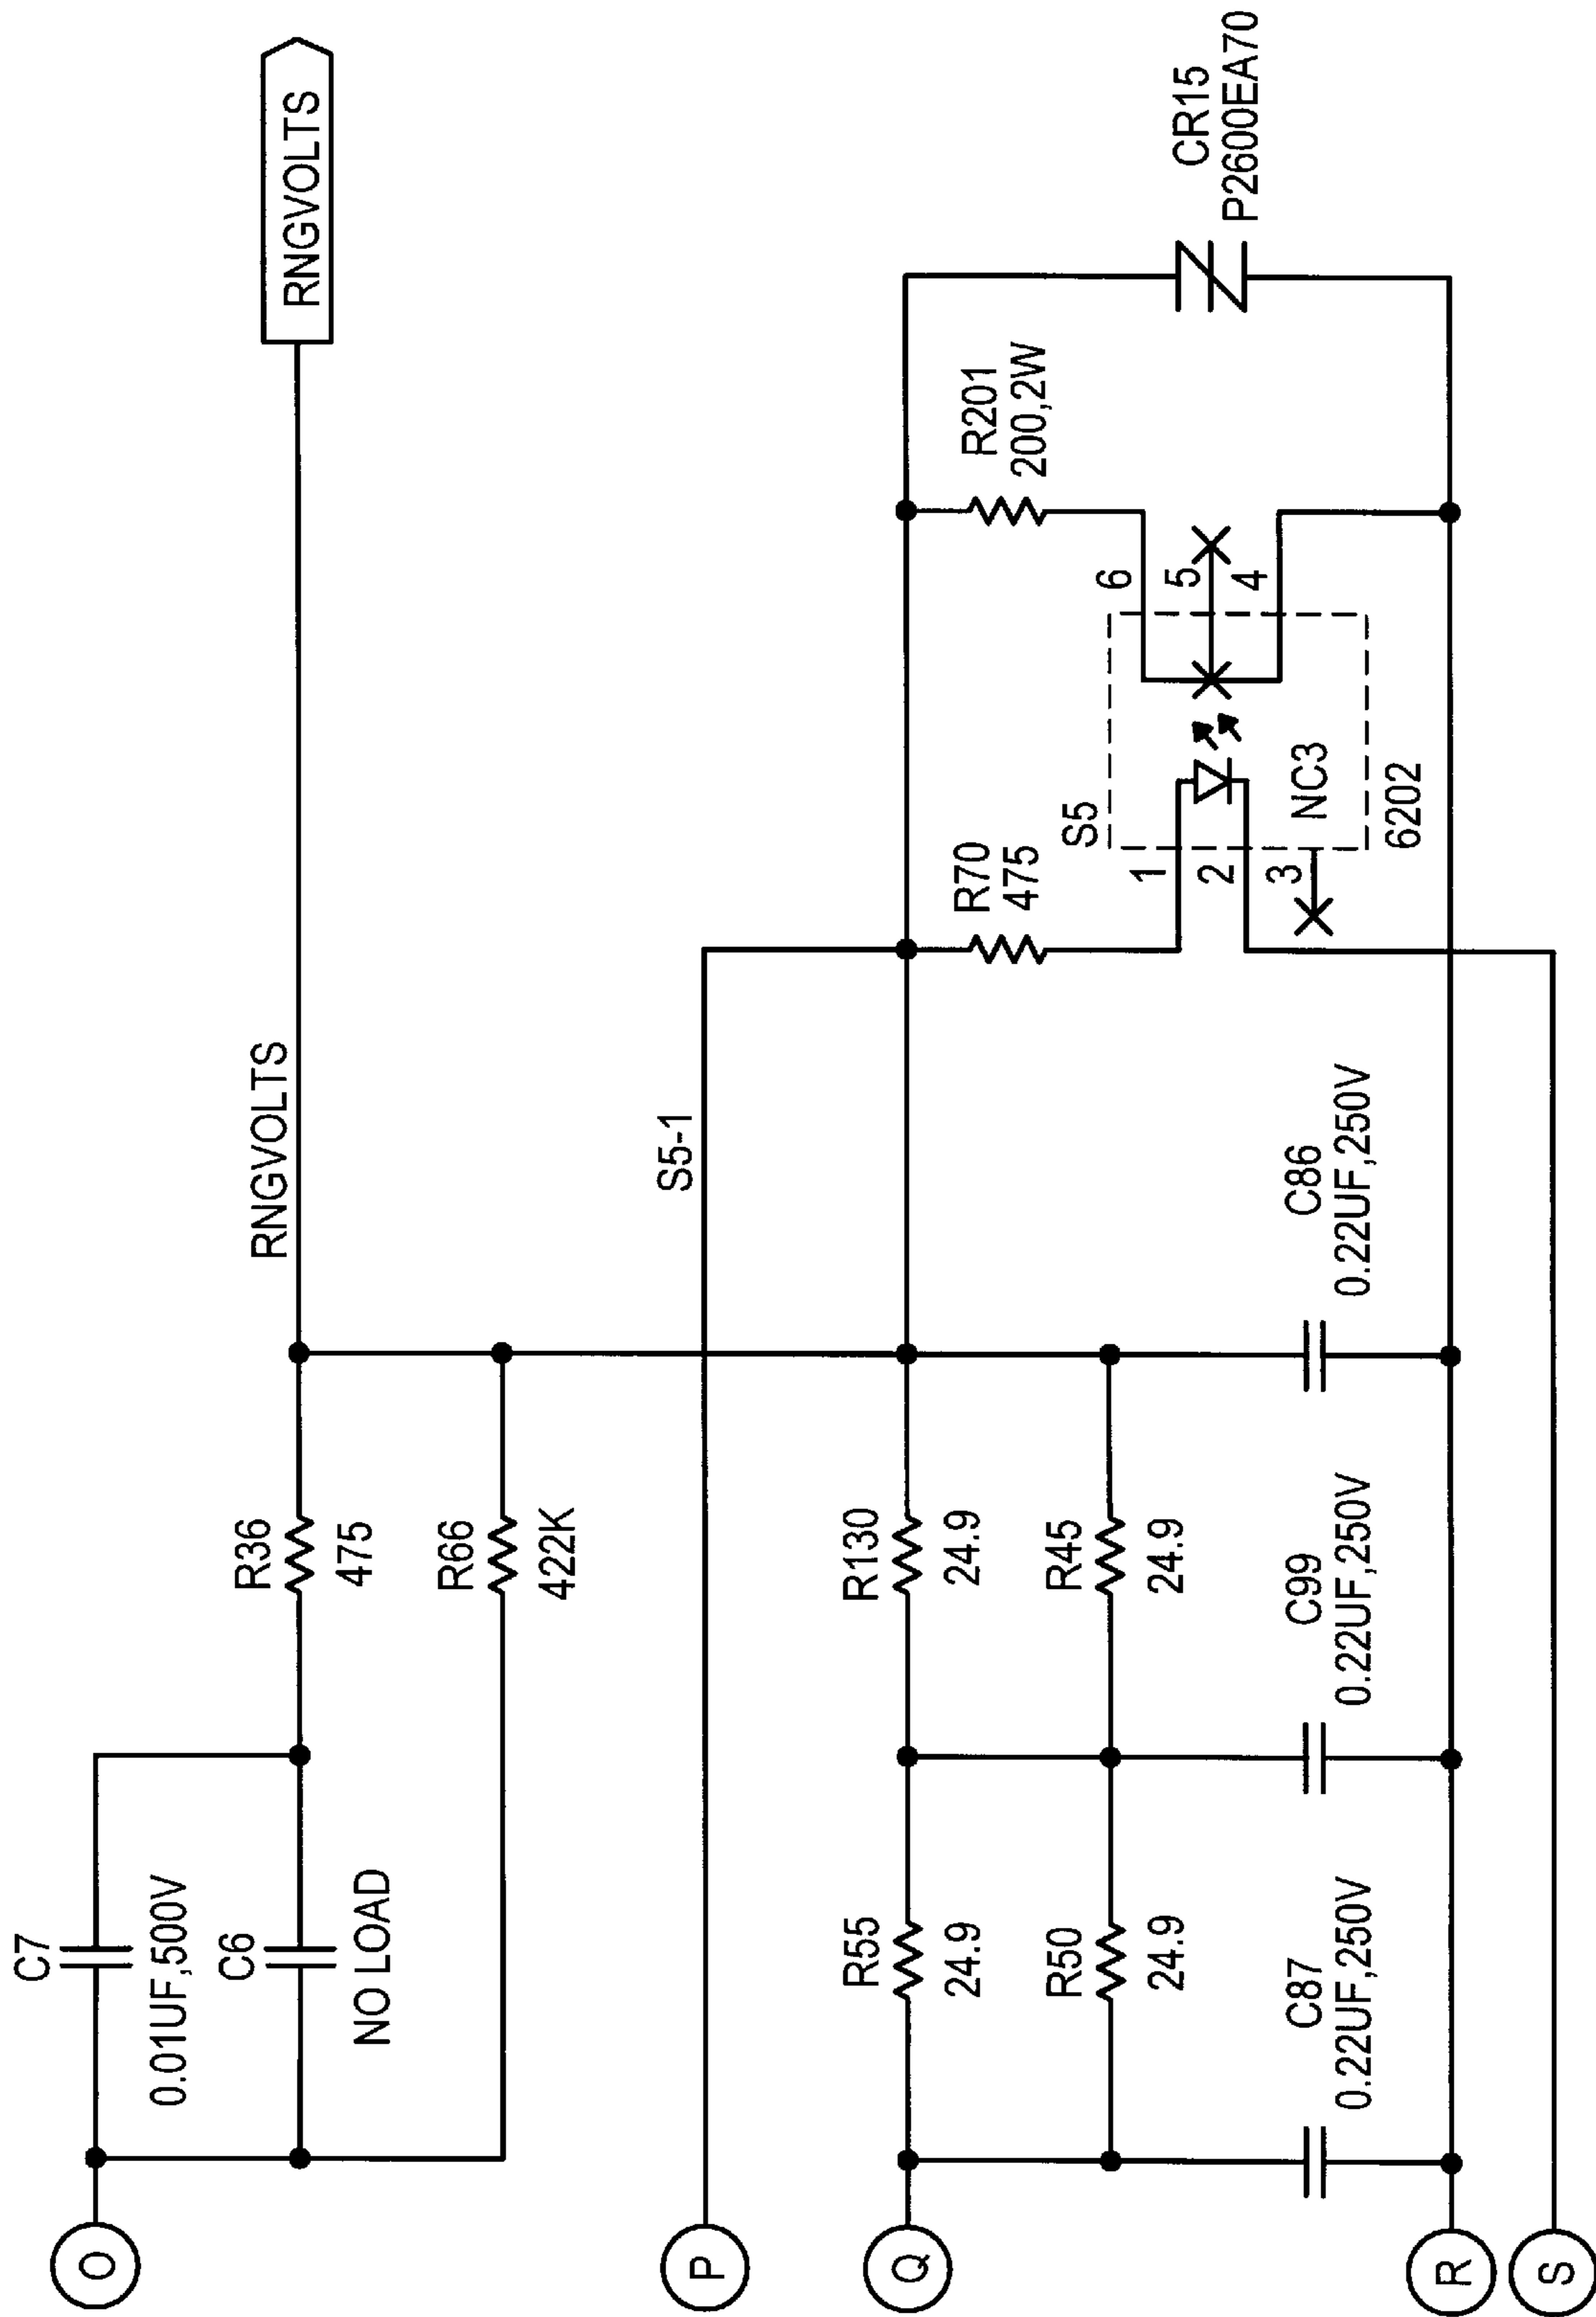 C7
0.01UF,500V
C6
NO LOAD
R36
475
RNGVOLTS
RNGVOLTS
R66
422K
O
S5-1
P
R55
24.9
R130
24.9
R50
24.9
R45
24.9
Q
C87
0.22UF,250V
C99
0.22UF,250V
C86
0.22UF,250V
R
S
R70
475
S5
1
2
3
NC3
6202
6
5
4
R201
200,2W
CR15
P2600EA70